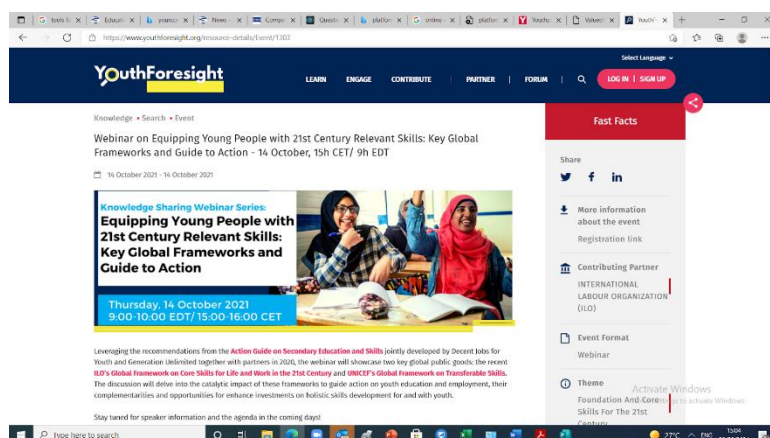 https://www.youthforesight.org/resource-details/Event/1303
Select Language
YouthForesight
LEARN ENGAGE CONTRIBUTE | PARTNER | FORUM | LOG IN | SIGN UP
Knowledge • Search • Event
Webinar on Equipping Young People with 21st Century Relevant Skills: Key Global
Frameworks and Guide to Action - 14 October, 15h CET/ 9h EDT
14 October 2021 - 14 October 2021
Knowledge Sharing Webinar Series:
Equipping Young People with
21st Century Relevant Skills:
Key Global Frameworks and
Guide to Action
Thursday, 14 October 2021
9:00-10:00 EDT/ 15:00-16:00 CET
Leveraging the recommendations from the Action Guide on Secondary Education and Skills jointly developed by Decent Jobs for
Youth and Generation Unlimited together with partners in 2020, the webinar will showcase two key global public goods: the recent
ILO's Global Framework on Core Skills for Life and Work in the 21st Century and UNICEF's Global Framework on Transferable Skills.
The discussion will delve into the catalytic impact of these frameworks to guide action on youth education and employment, their
complementarities and opportunities for enhance investments on holistic skills development for and with youth.
Stay tuned for speaker information and the agenda in the coming days!
Fast Facts
Share
More information
about the event
Registration link
Contributing Partner
INTERNATIONAL
LABOUR ORGANIZATION
(ILO)
Event Format
Webinar
Theme
Foundation And Core
Skills For The 21st
Century
Activate Windows
Type here to search
27°C ENG 15:04